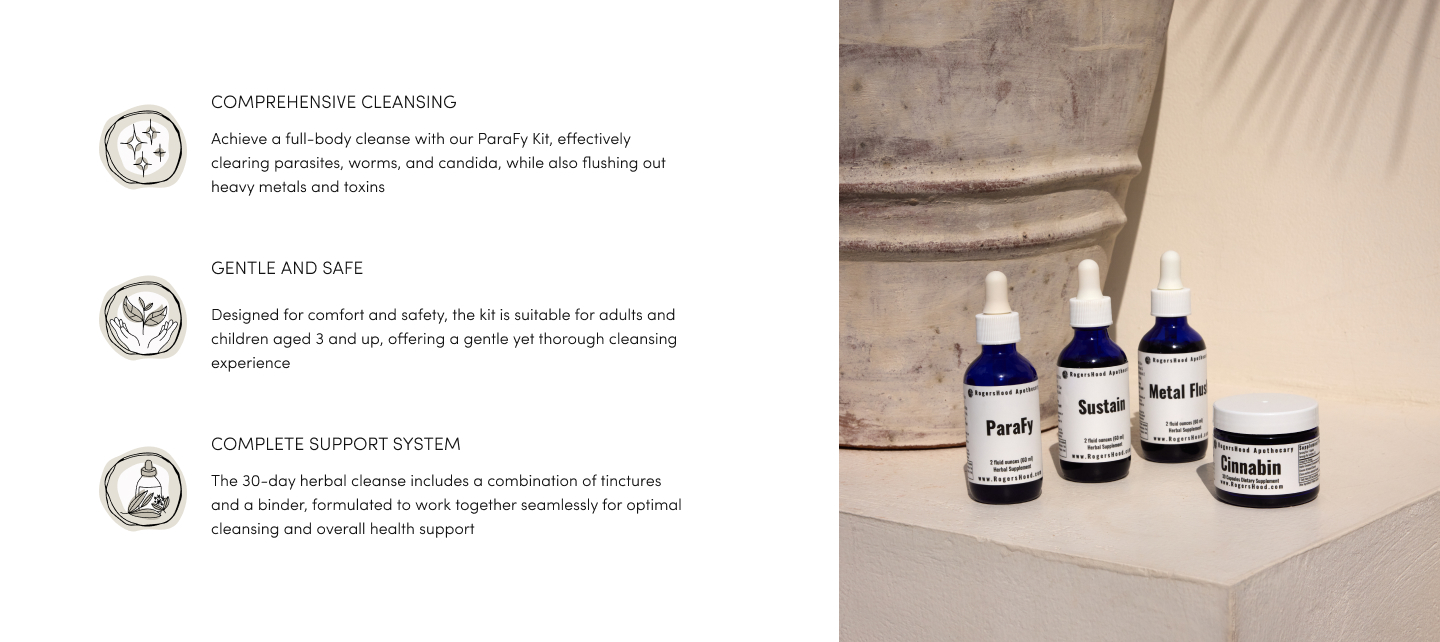 COMPREHENSIVE CLEANSING
Achieve a full-body cleanse with our ParaFy Kit, effectively
clearing parasites, worms, and candida, while also flushing out
heavy metals and toxins
GENTLE AND SAFE
Designed for comfort and safety, the kit is suitable for adults and
children aged 3 and up, offering a gentle yet thorough cleansing
experience
COMPLETE SUPPORT SYSTEM
The 30-day herbal cleanse includes a combination of tinctures
and a binder, formulated to work together seamlessly for optimal
cleansing and overall health support
RogersHood Apothecary
ParaFy
2 fluid ounces (60 ml)
Herbal Supplement
www.RogersHood.com
RogersHood Apothecary
Sustain
2 fluid ounces (60 ml)
Herbal Supplement
www.RogersHood.com
RogersHood Apothecary
Metal Flus
2 fluid ounces (60 ml)
Herbal Supplement
www.RogersHood.com
RogersHood Apothecary
Cinnabin
Capsules Dietary Supplement
www.RogersHood.com